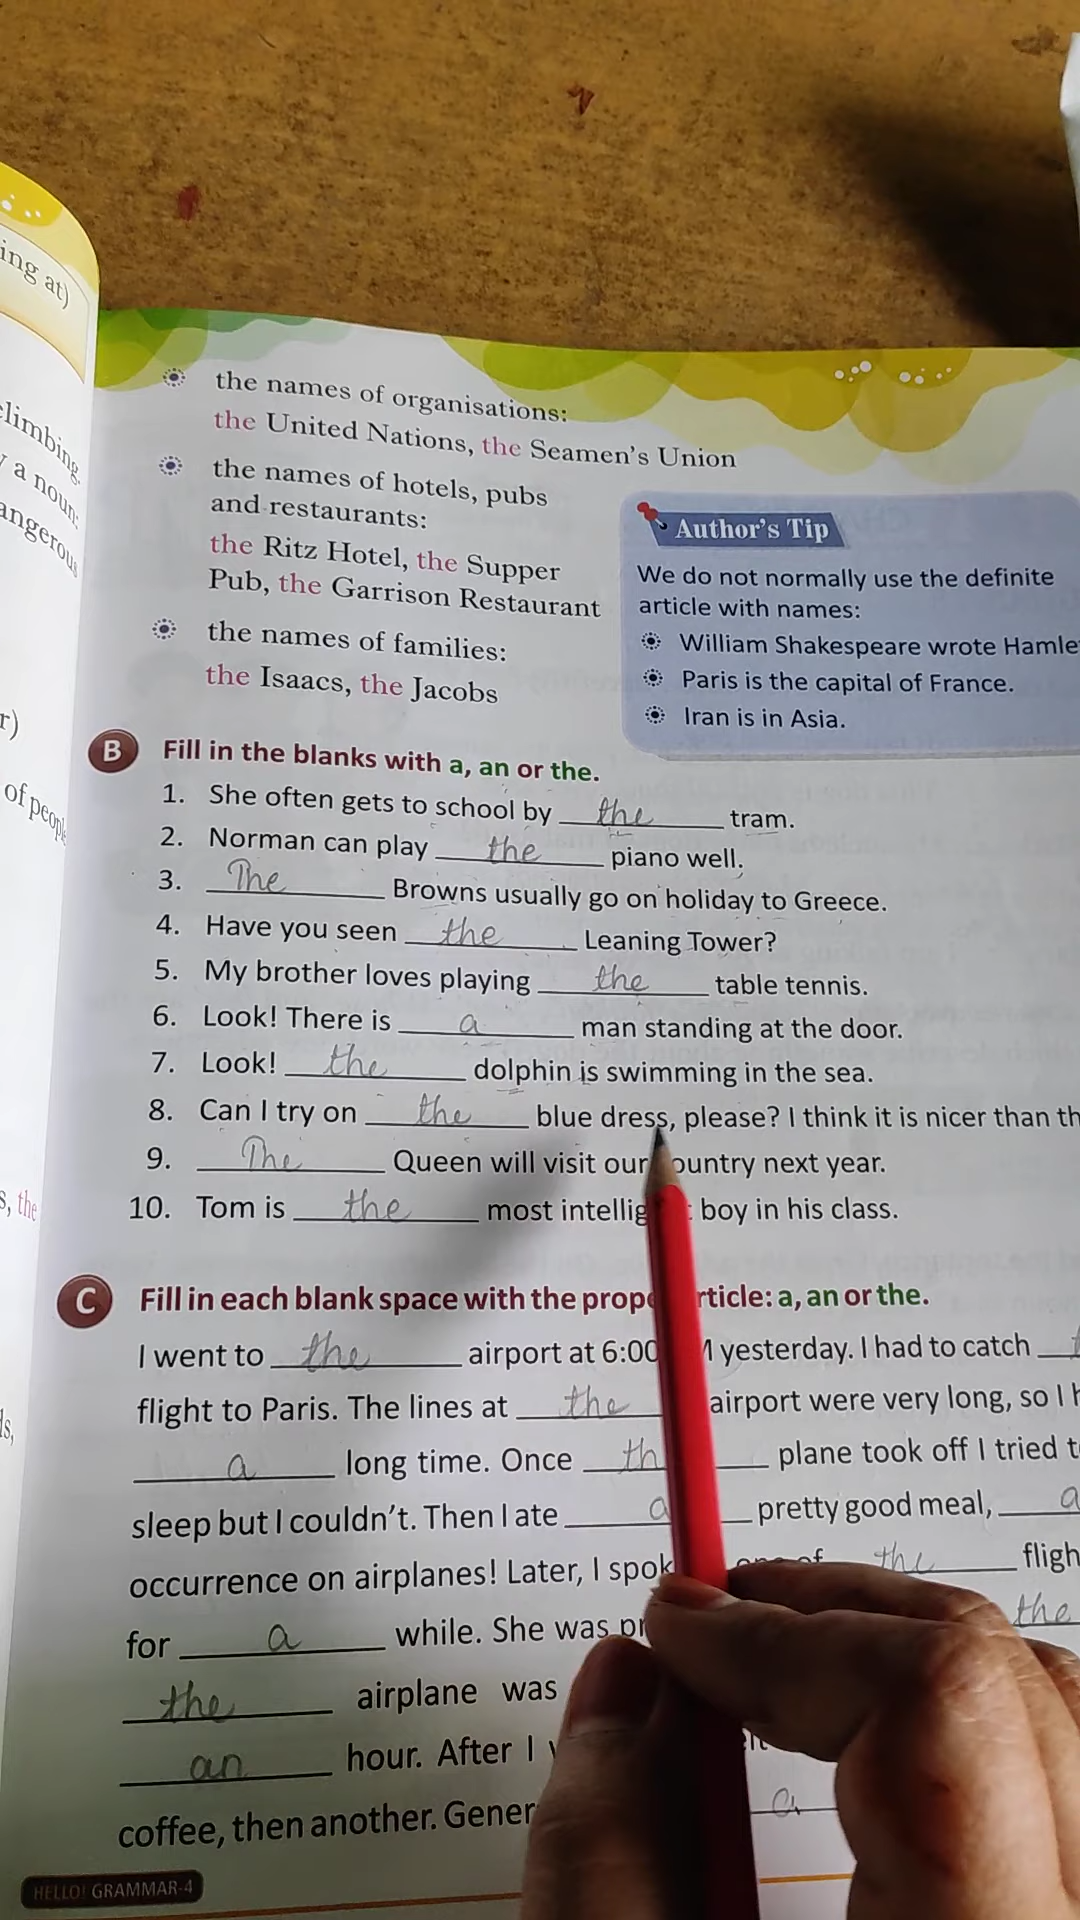 ing at)
climbing.
a noun:
angerous
r)
of people
s, the
ls,
the names of organisations:
the United Nations, the Seamen's Union
the names of hotels, pubs
and restaurants:
the Ritz Hotel, the Supper
Pub, the Garrison Restaurant
the names of families:
the Isaacs, the Jacobs
Author's Tip
We do not normally use the definite
article with names:
William Shakespeare wrote Hamle
Paris is the capital of France.
Iran is in Asia.
B Fill in the blanks with a, an or the.
1. She often gets to school by the tram.
2. Norman can play the piano well.
3. The Browns usually go on holiday to Greece.
4. Have you seen the Leaning Tower?
5. My brother loves playing the table tennis.
6. Look! There is a man standing at the door.
7. Look! the dolphin is swimming in the sea.
8. Can I try on the blue dress, please? I think it is nicer than th
9. The Queen will visit our ountry next year.
10. Tom is the most intellig t boy in his class.
C Fill in each blank space with the prope rticle: a, an or the.
I went to the airport at 6:00 M yesterday. I had to catch
flight to Paris. The lines at the airport were very long, so I h
a long time. Once th plane took off I tried t
sleep but I couldn't. Then I ate a pretty good meal, a
occurrence on airplanes! Later, I spok one of the fligh
for a while. She was pr the
the airplane was
an hour. After I
coffee, then another. Gener a
HELLO! GRAMMAR-4